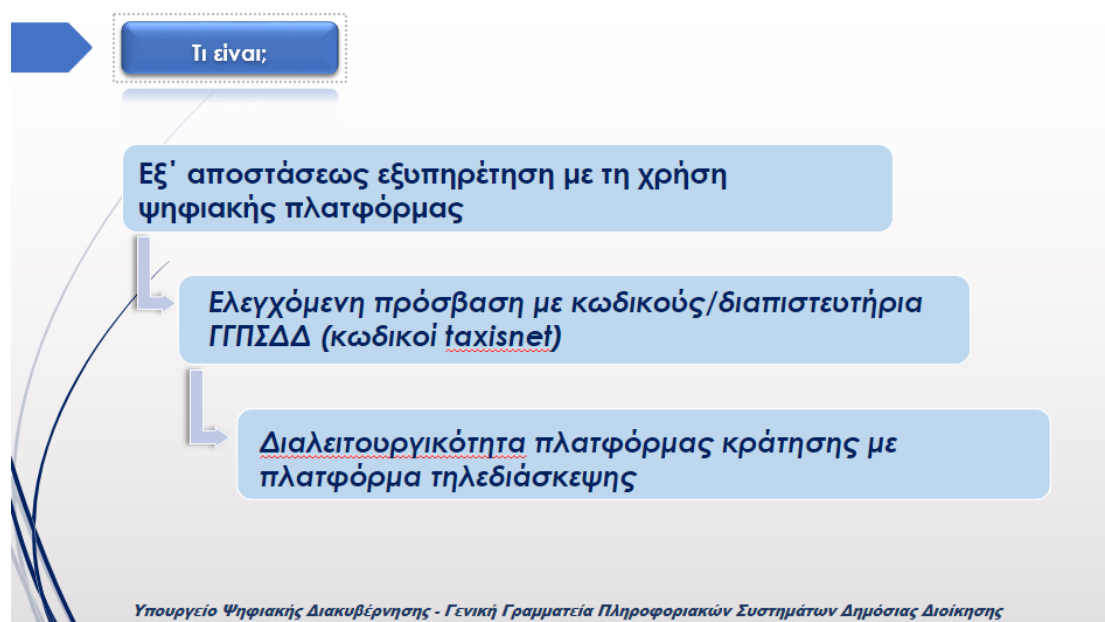 Τι είναι;
Εξ΄ αποστάσεως εξυπηρέτηση με τη χρήση
ψηφιακής πλατφόρμας
Ελεγχόμενη πρόσβαση με κωδικούς/διαπιστευτήρια
ΓΓΠΣΔΔ (κωδικοί taxisnet)
Διαλειτουργικότητα πλατφόρμας κράτησης με
πλατφόρμα τηλεδιάσκεψης
Υπουργείο Ψηφιακής Διακυβέρνησης - Γενική Γραμματεία Πληροφοριακών Συστημάτων Δημόσιας Διοίκησης